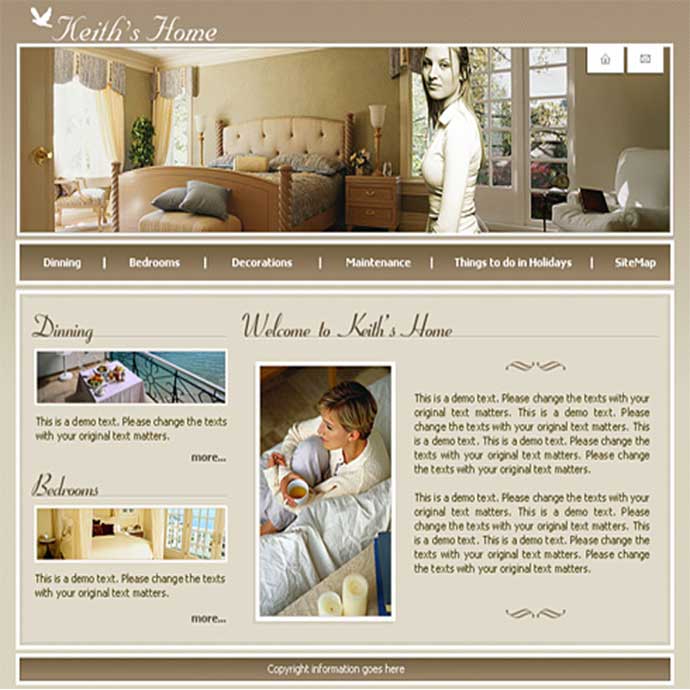 Keith's Home
Dinning | Bedrooms | Decorations | Maintenance | Things to do in Holidays | SiteMap
Dinning
This is a demo text. Please change the texts
with your original text matters.
more...
Bedrooms
This is a demo text. Please change the texts
with your original text matters.
more...
Welcome to Keith's Home
This is a demo text. Please change the texts with your
original text matters. This is a demo text. Please
change the texts with your original text matters. This
is a demo text. This is a demo text. Please change the
texts with your original text matters. Please change
the texts with your original text matters.
This is a demo text. Please change the texts with your
original text matters. This is a demo text. Please
change the texts with your original text matters. This
is a demo text. This is a demo text. Please change the
texts with your original text matters. Please change
the texts with your original text matters.
Copyright information goes here